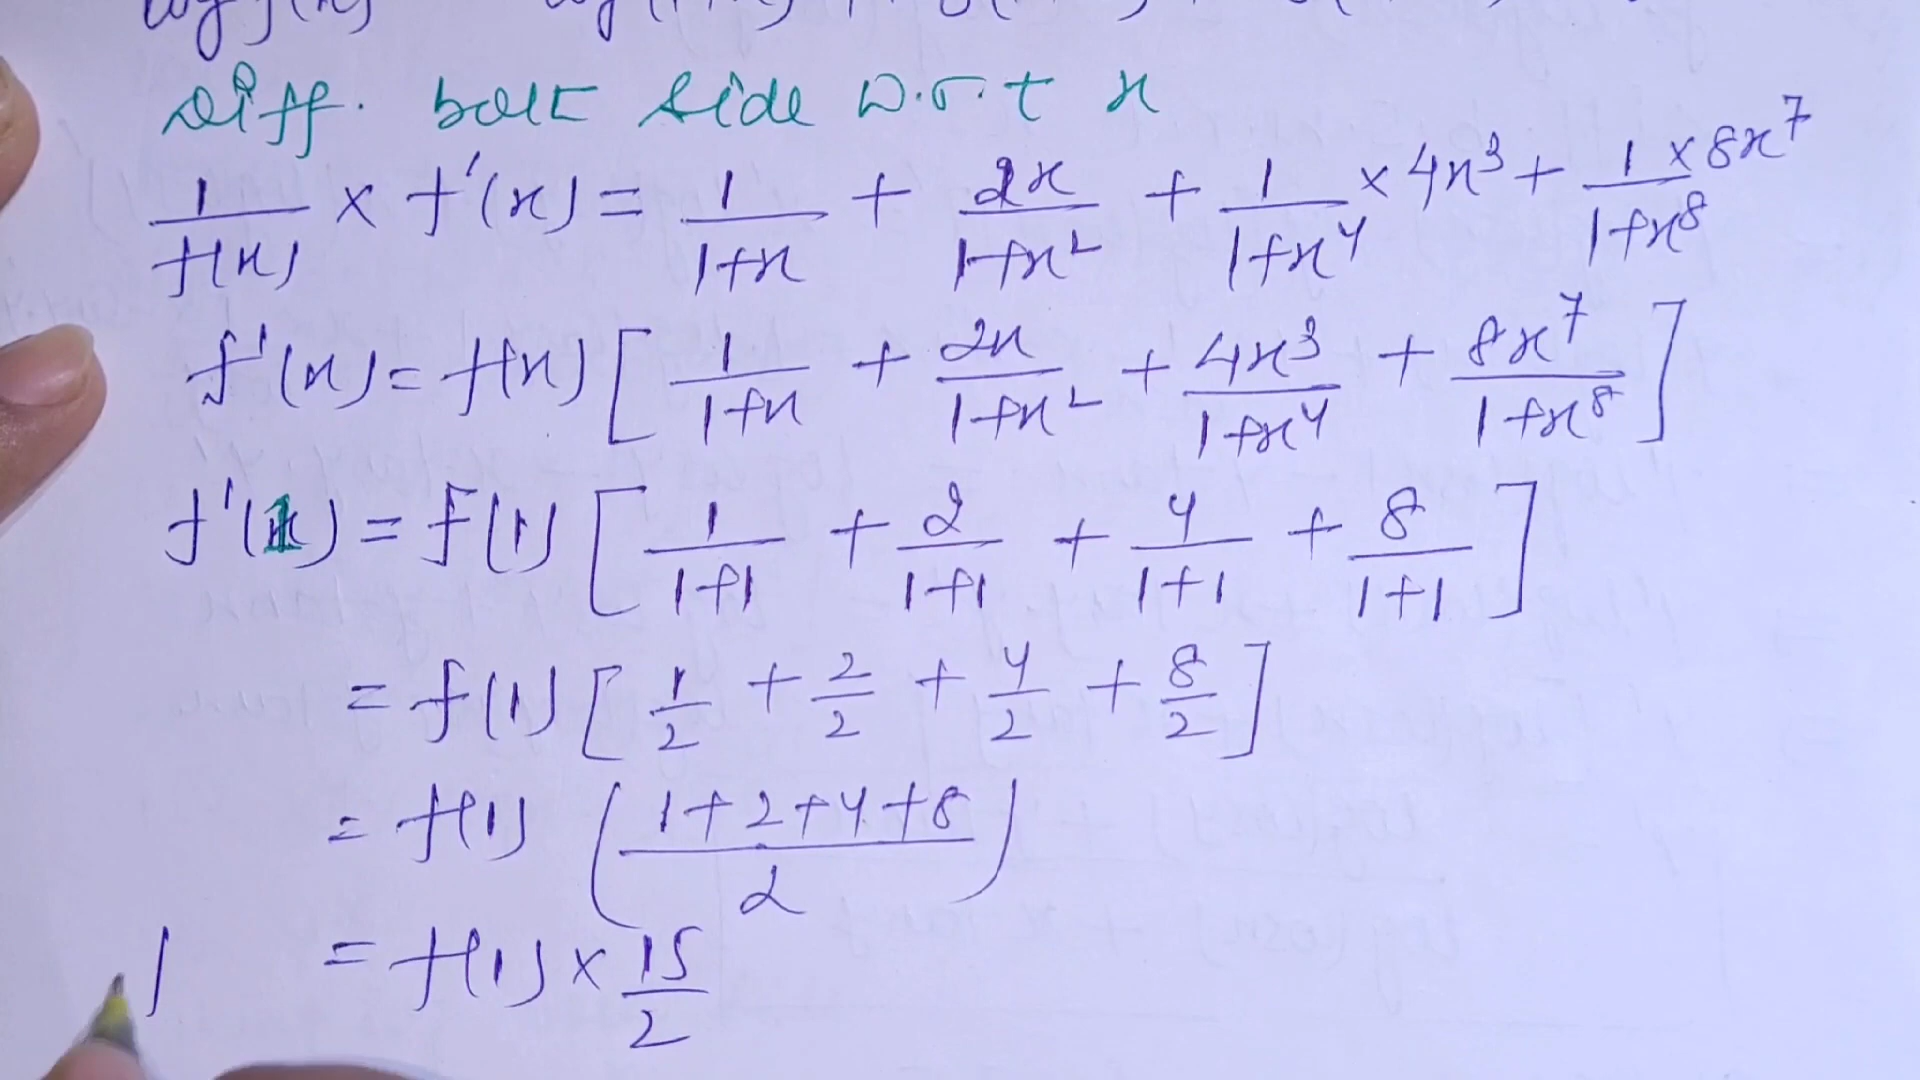 Diff. bolt side w.r.t x
1/f(x) × f'(x) = 1/1+x + 2x/1+x² + 1/1+x⁴ × 4x³ + 1/1+x⁸ × 8x⁷
f'(x) = f(x) [ 1/1+x + 2x/1+x² + 4x³/1+x⁴ + 8x⁷/1+x⁸ ]
f'(1) = f(1) [ 1/1+1 + 2/1+1 + 4/1+1 + 8/1+1 ]
= f(1) [ 1/2 + 2/2 + 4/2 + 8/2 ]
= f(1) ( 1+2+4+8 / 2 )
= f(1) × 15/2